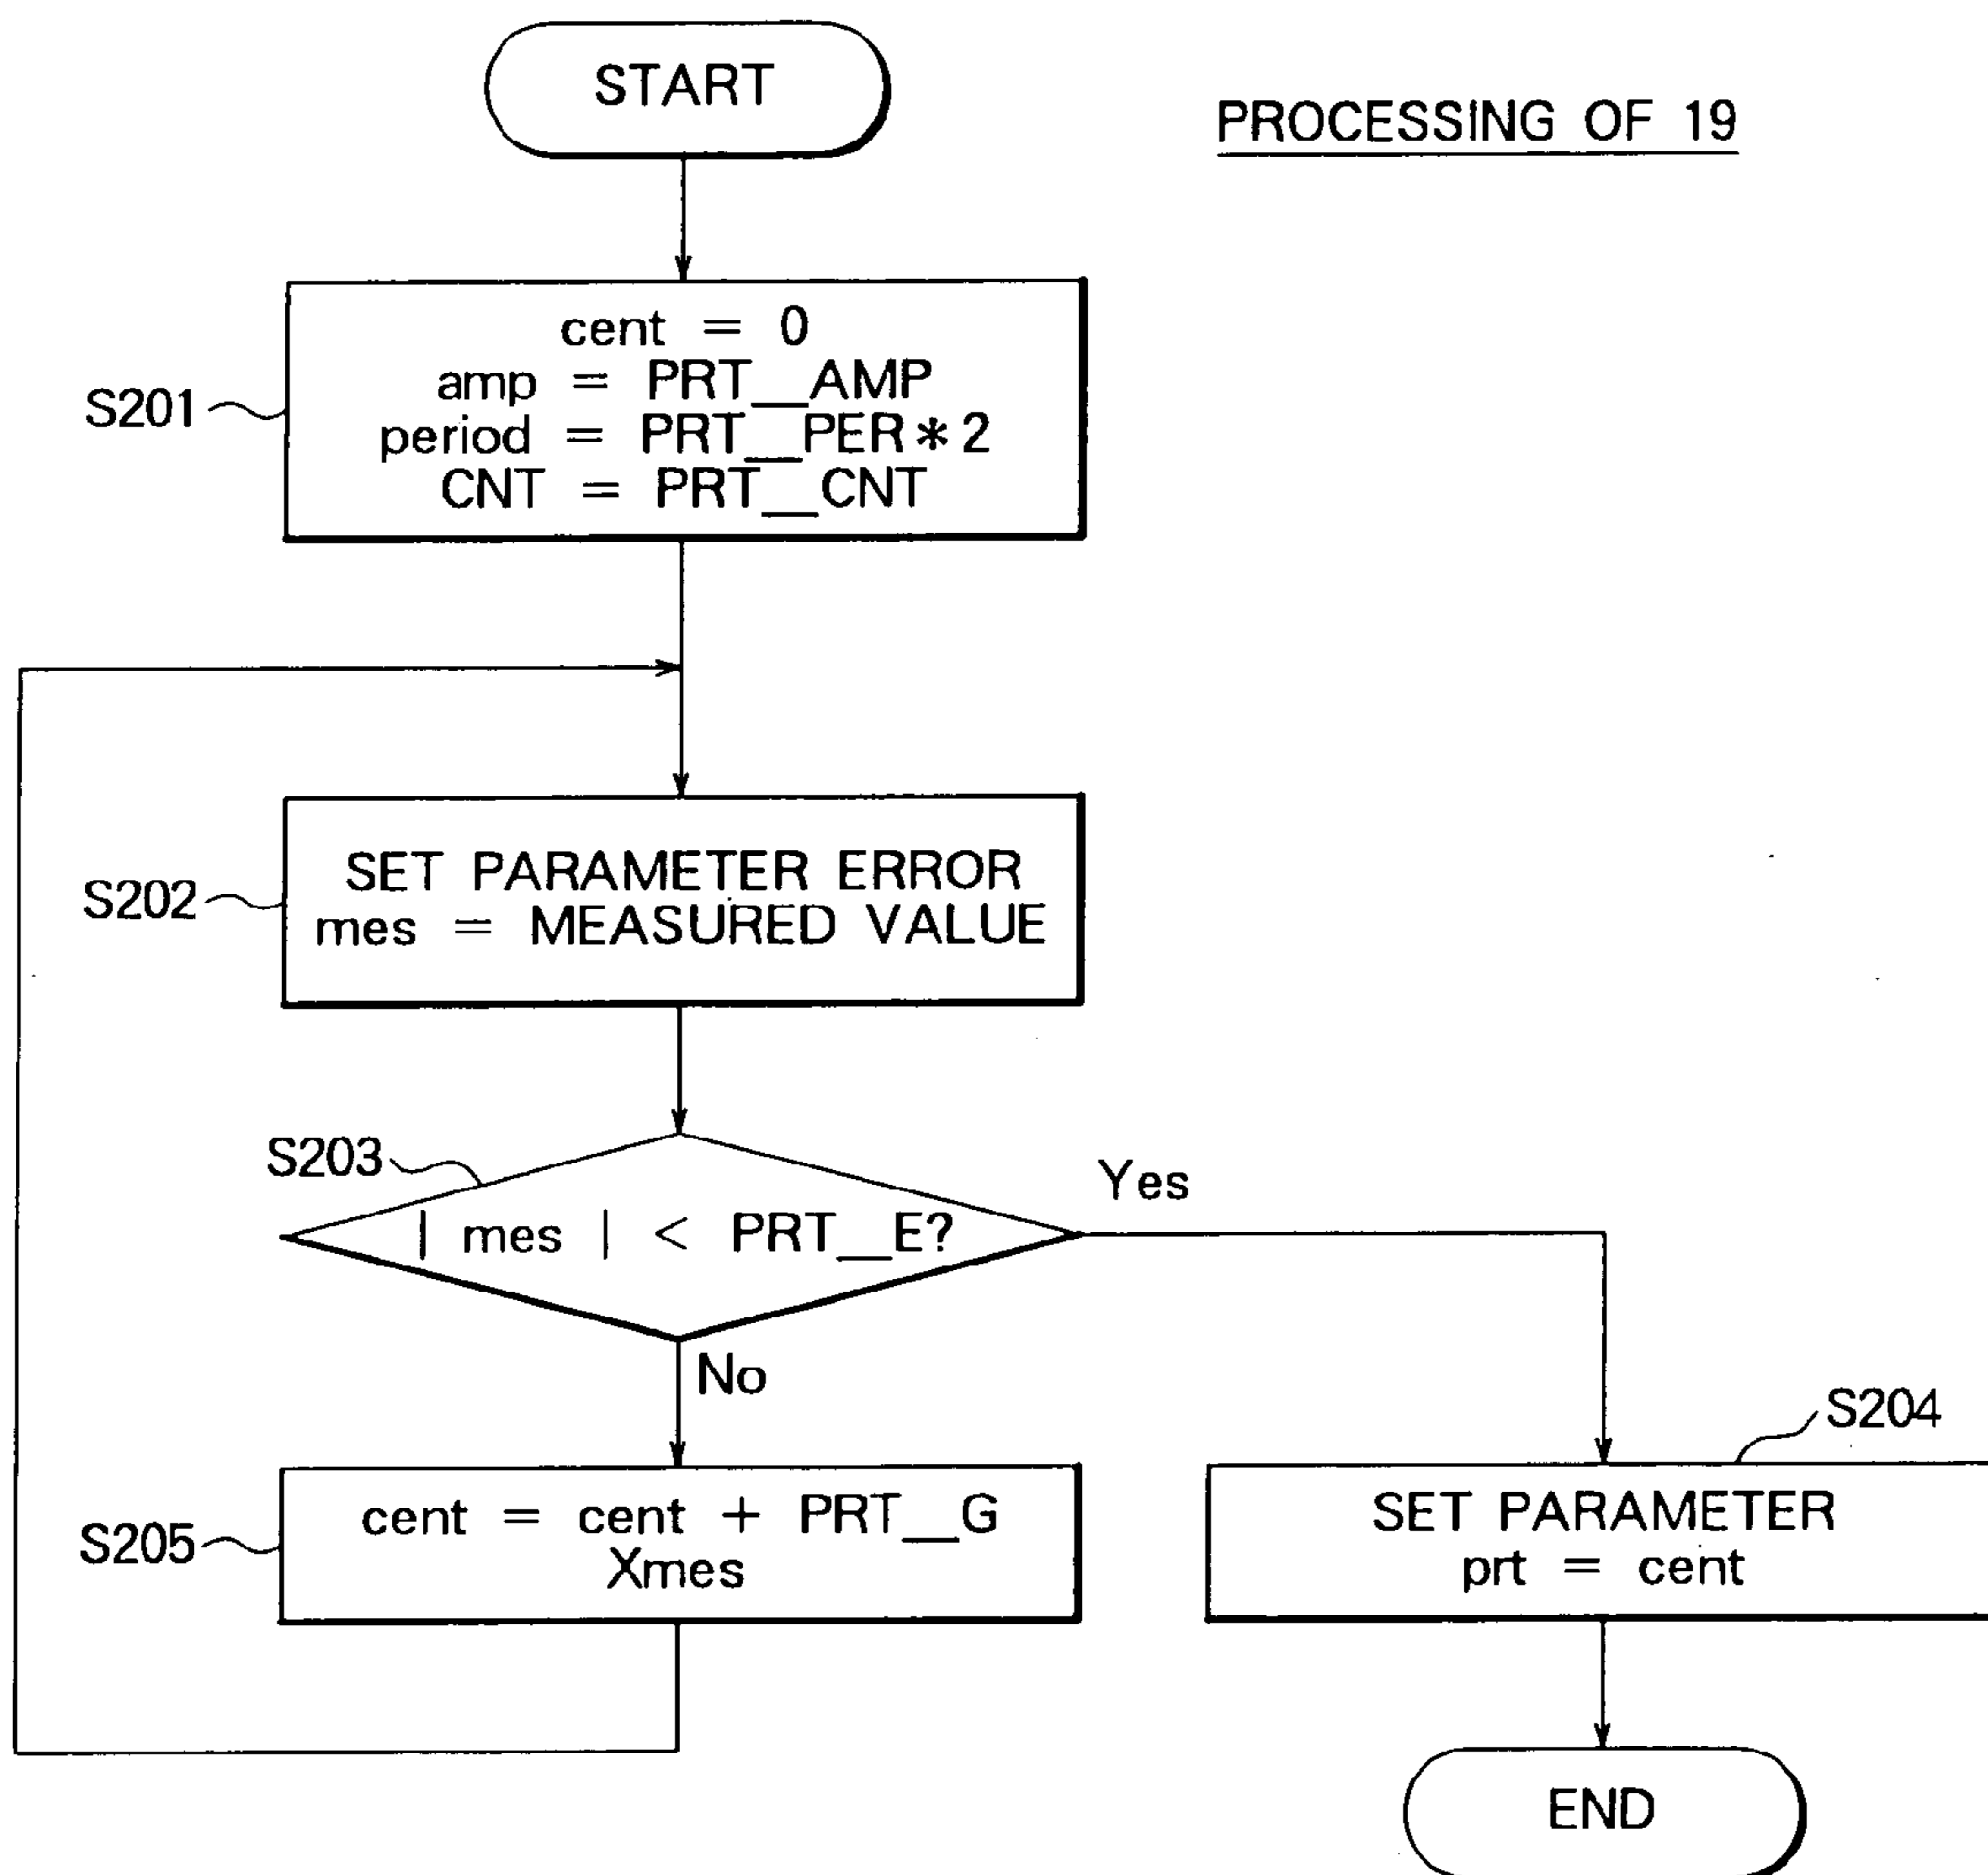 START
PROCESSING OF 19
S201
cent = 0
amp = PRT__AMP
period = PRT__PER*2
CNT = PRT__CNT
S202
SET PARAMETER ERROR
mes = MEASURED VALUE
S203
| mes | < PRT__E?
Yes
No
S205
cent = cent + PRT__G
Xmes
S204
SET PARAMETER
prt = cent
END